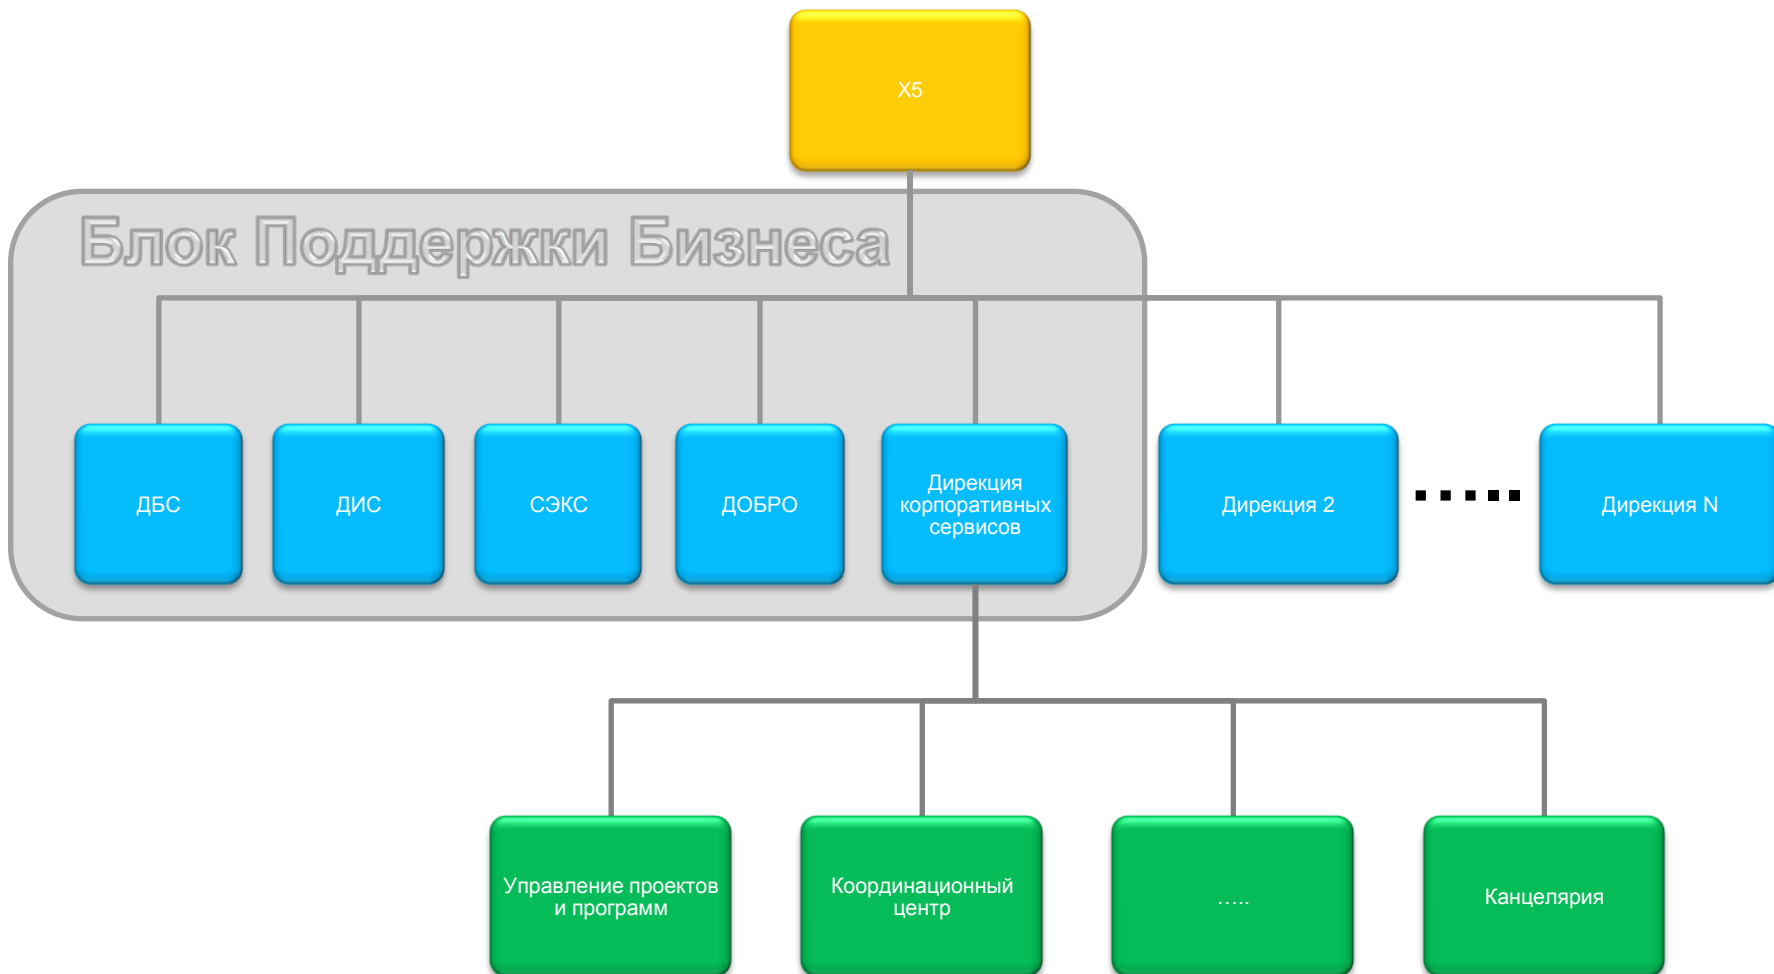 X5
Блок Поддержки Бизнеса
ДБС
ДИС
СЭКС
ДОБРО
Дирекция
корпоративных
сервисов
Дирекция 2
Дирекция N
Управление проектов
и программ
Координационный
центр
…..
Канцелярия